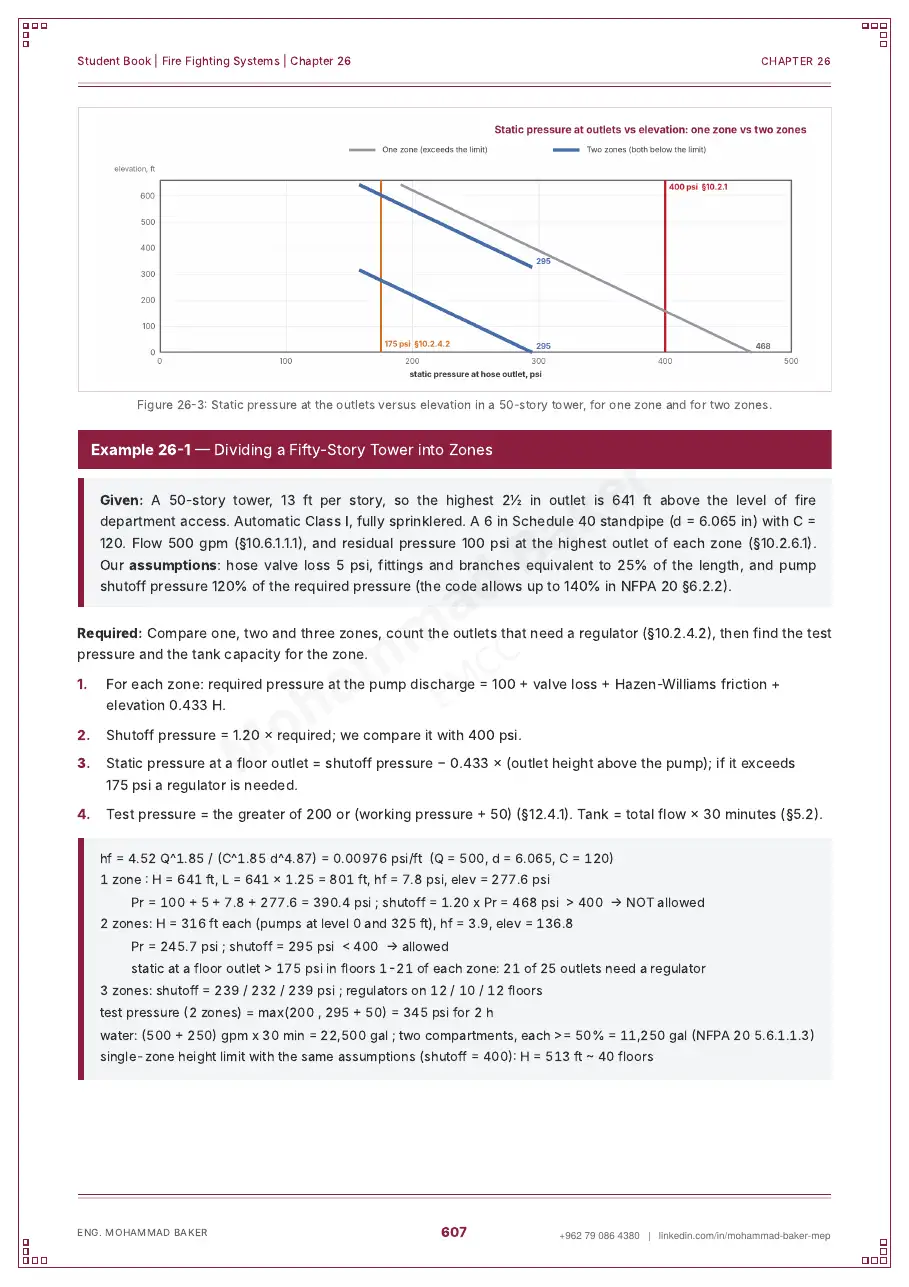 Student Book | Fire Fighting Systems | Chapter 26
CHAPTER 26
Static pressure at outlets vs elevation: one zone vs two zones
One zone (exceeds the limit)
Two zones (both below the limit)
elevation, ft
600
500
400
300
200
100
0
400 psi §10.2.1
295
175 psi §10.2.4.2
295
468
0
100
200
300
400
500
static pressure at hose outlet, psi
Figure 26-3: Static pressure at the outlets versus elevation in a 50-story tower, for one zone and for two zones.
Example 26-1 — Dividing a Fifty-Story Tower into Zones
Given: A 50-story tower, 13 ft per story, so the highest 2½ in outlet is 641 ft above the level of fire
department access. Automatic Class I, fully sprinklered. A 6 in Schedule 40 standpipe (d = 6.065 in) with C =
120. Flow 500 gpm (§10.6.1.1.1), and residual pressure 100 psi at the highest outlet of each zone (§10.2.6.1).
Our assumptions: hose valve loss 5 psi, fittings and branches equivalent to 25% of the length, and pump
shutoff pressure 120% of the required pressure (the code allows up to 140% in NFPA 20 §6.2.2).
Required: Compare one, two and three zones, count the outlets that need a regulator (§10.2.4.2), then find the test
pressure and the tank capacity for the zone.
1. For each zone: required pressure at the pump discharge = 100 + valve loss + Hazen-Williams friction +
elevation 0.433 H.
2. Shutoff pressure = 1.20 × required; we compare it with 400 psi.
3. Static pressure at a floor outlet = shutoff pressure − 0.433 × (outlet height above the pump); if it exceeds
175 psi a regulator is needed.
4. Test pressure = the greater of 200 or (working pressure + 50) (§12.4.1). Tank = total flow × 30 minutes (§5.2).
hf = 4.52 Q^1.85 / (C^1.85 d^4.87) = 0.00976 psi/ft (Q = 500, d = 6.065, C = 120)
1 zone : H = 641 ft, L = 641 × 1.25 = 801 ft, hf = 7.8 psi, elev = 277.6 psi
Pr = 100 + 5 + 7.8 + 277.6 = 390.4 psi ; shutoff = 1.20 x Pr = 468 psi > 400 → NOT allowed
2 zones: H = 316 ft each (pumps at level 0 and 325 ft), hf = 3.9, elev = 136.8
Pr = 245.7 psi ; shutoff = 295 psi < 400 → allowed
static at a floor outlet > 175 psi in floors 1-21 of each zone: 21 of 25 outlets need a regulator
3 zones: shutoff = 239 / 232 / 239 psi ; regulators on 12 / 10 / 12 floors
test pressure (2 zones) = max(200 , 295 + 50) = 345 psi for 2 h
water: (500 + 250) gpm x 30 min = 22,500 gal ; two compartments, each >= 50% = 11,250 gal (NFPA 20 5.6.1.1.3)
single-zone height limit with the same assumptions (shutoff = 400): H = 513 ft ~ 40 floors
Mohammad Baker
EMCC
ENG. MOHAMMAD BAKER
607
+962 79 086 4380 | linkedin.com/in/mohammad-baker-mep